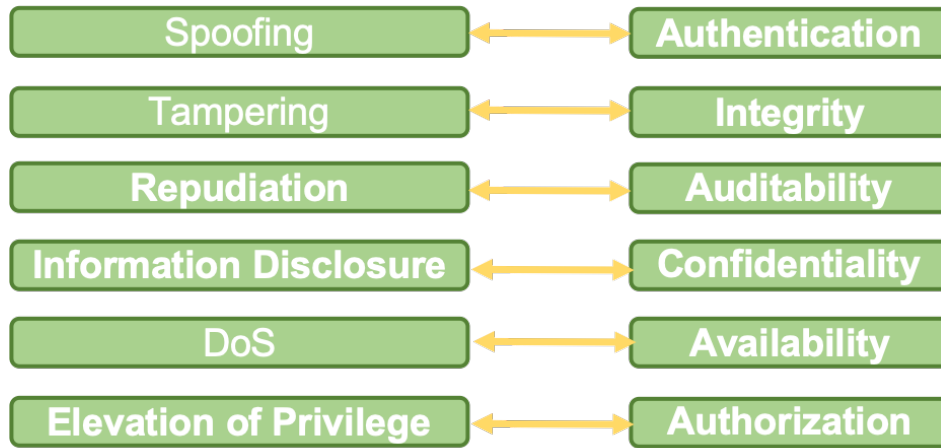 Spoofing Authentication
Tampering Integrity
Repudiation Auditability
Information Disclosure Confidentiality
DoS Availability
Elevation of Privilege Authorization